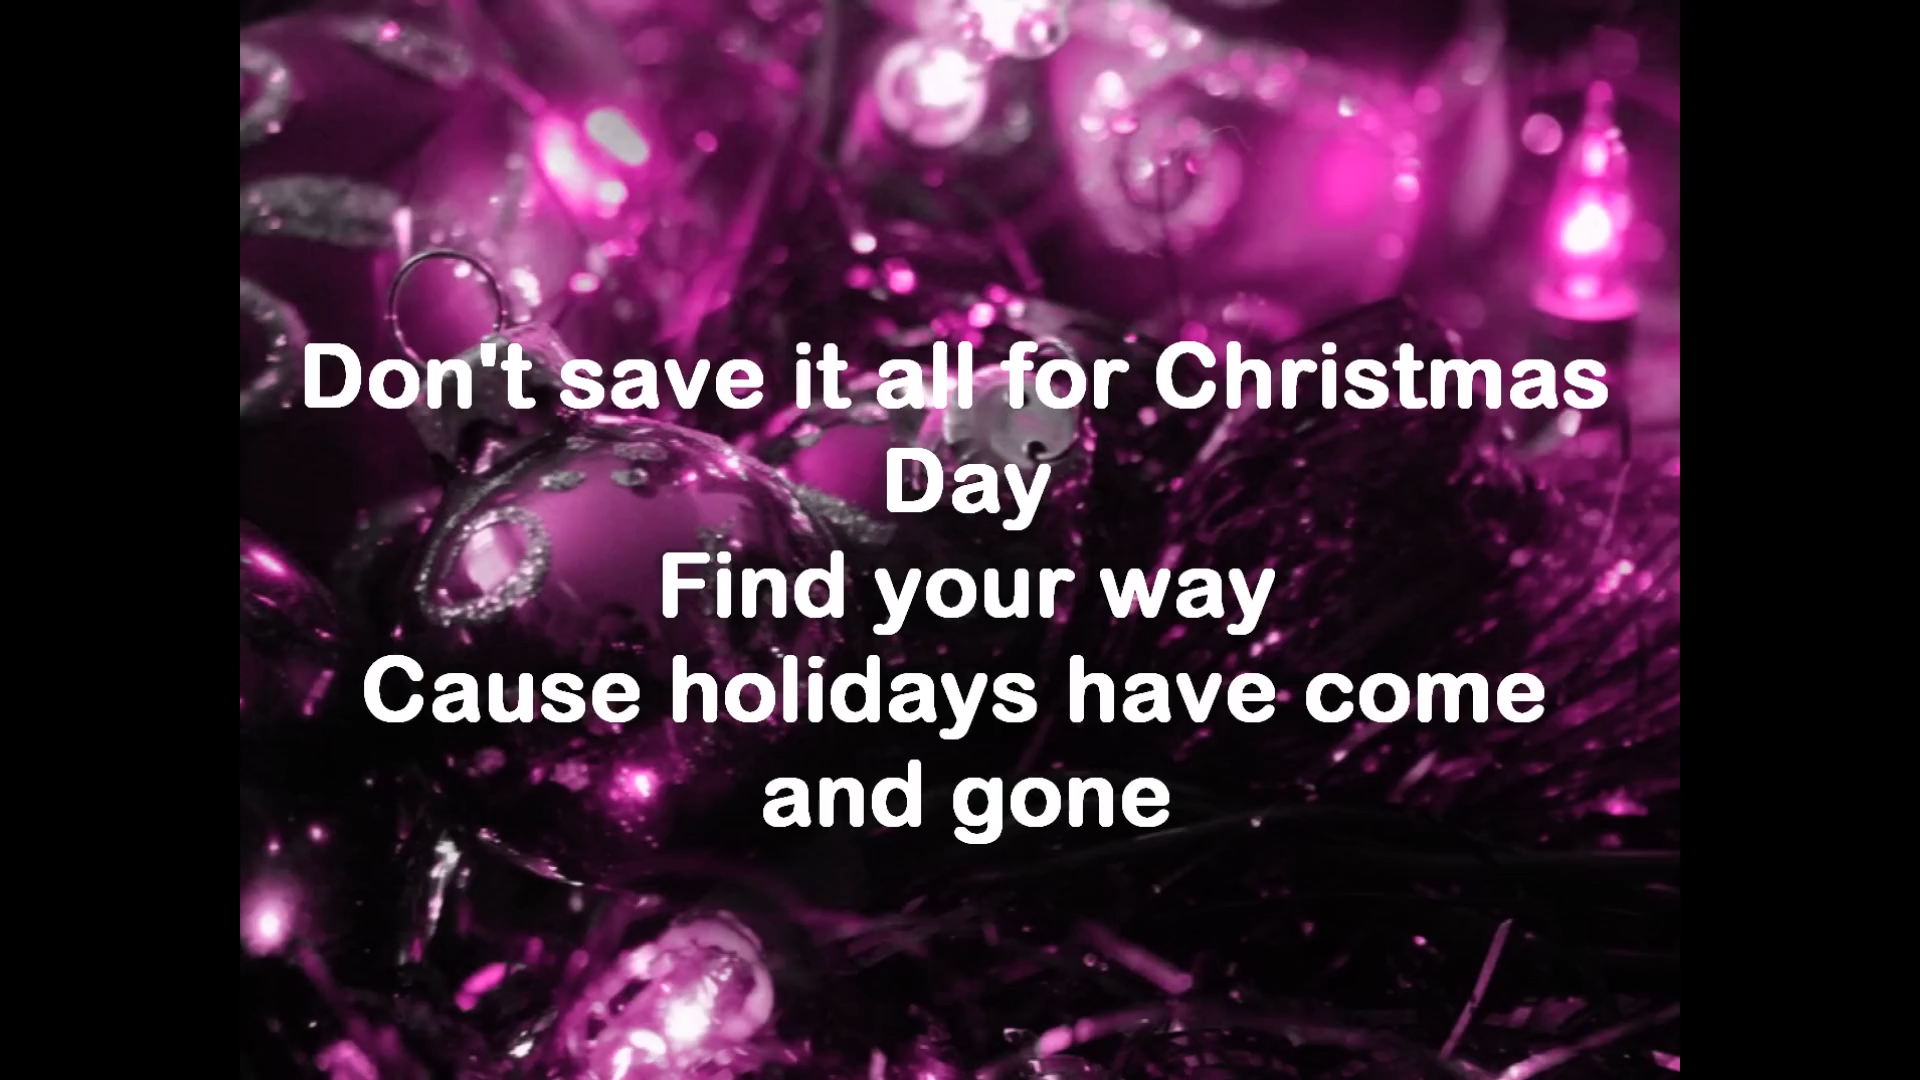 Don't save it all for Christmas
Day
Find your way
Cause holidays have come
and gone